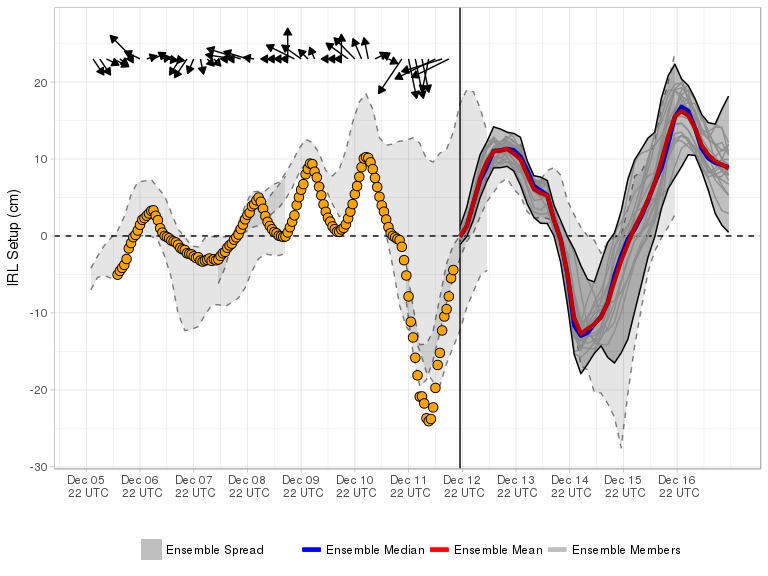 IRL Setup (cm)
20
10
0
-10
-20
-30
Dec 05 Dec 06 Dec 07 Dec 08 Dec 09 Dec 10 Dec 11 Dec 12 Dec 13 Dec 14 Dec 15 Dec 16
22 UTC 22 UTC 22 UTC 22 UTC 22 UTC 22 UTC 22 UTC 22 UTC 22 UTC 22 UTC 22 UTC 22 UTC
Ensemble Spread Ensemble Median Ensemble Mean Ensemble Members